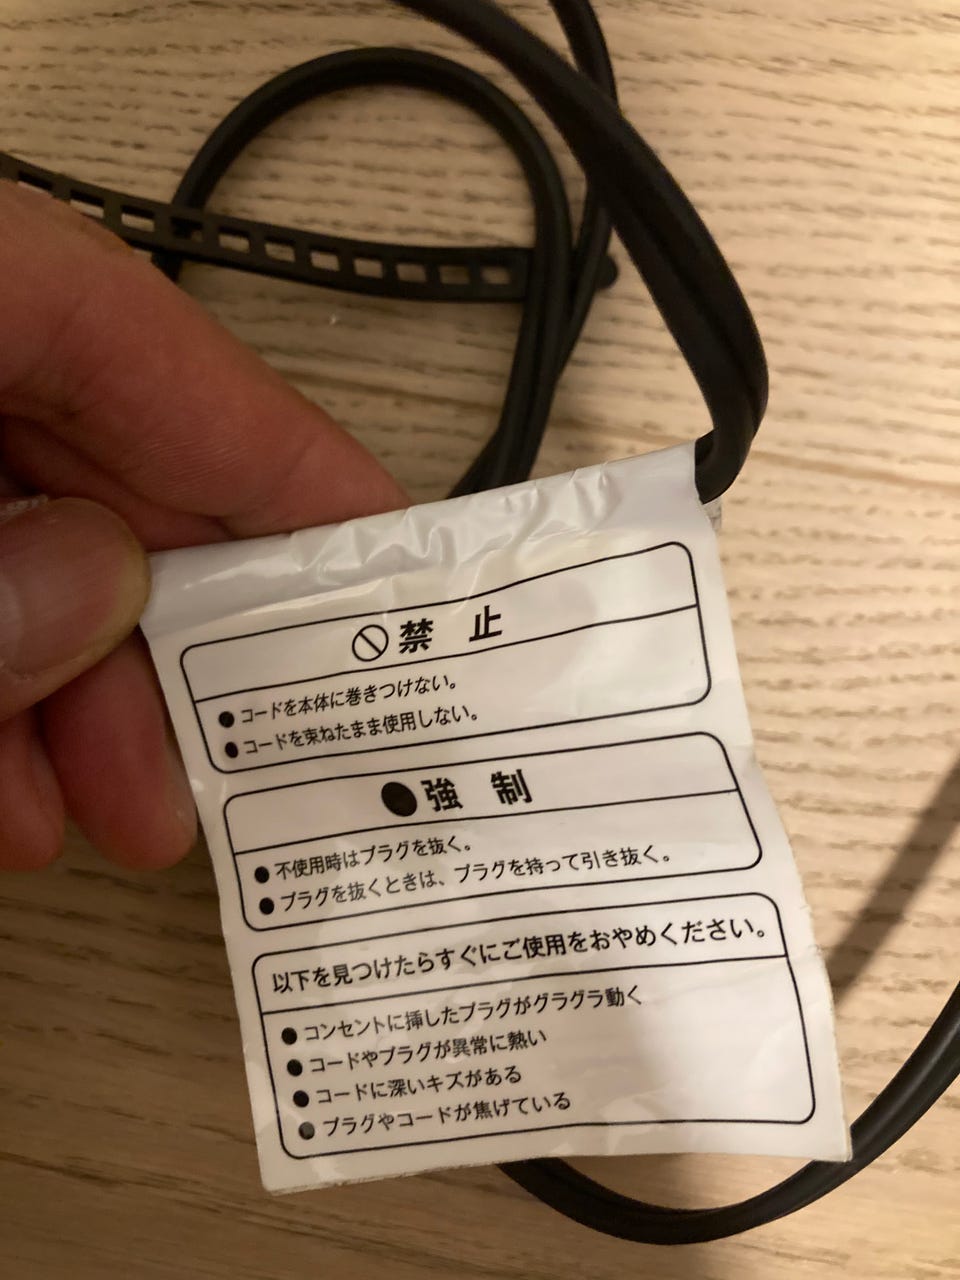 禁止
● コードを本体に巻きつけない。
● コードを束ねたまま使用しない。
●強制
● 不使用時はプラグを抜く。
● プラグを抜くときは、プラグを持って引き抜く。
以下を見つけたらすぐにご使用をおやめください。
● コンセントに挿したプラグがグラグラ動く
● コードやプラグが異常に熱い
● コードに深いキズがある
● プラグやコードが焦げている